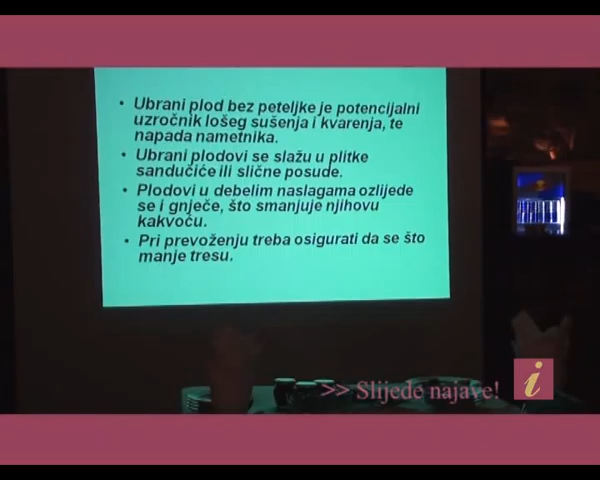 • Ubrani plod bez peteljke je potencijalni
uzročnik lošeg sušenja i kvarenja, te
napada nametnika.
• Ubrani plodovi se slažu u plitke
sandučiće ili slične posude.
• Plodovi u debelim naslagama ozlijede
se i gnječe, što smanjuje njihovu
kakvoću.
• Pri prevoženju treba osigurati da se što
manje tresu.
>> Slijede najave!
i